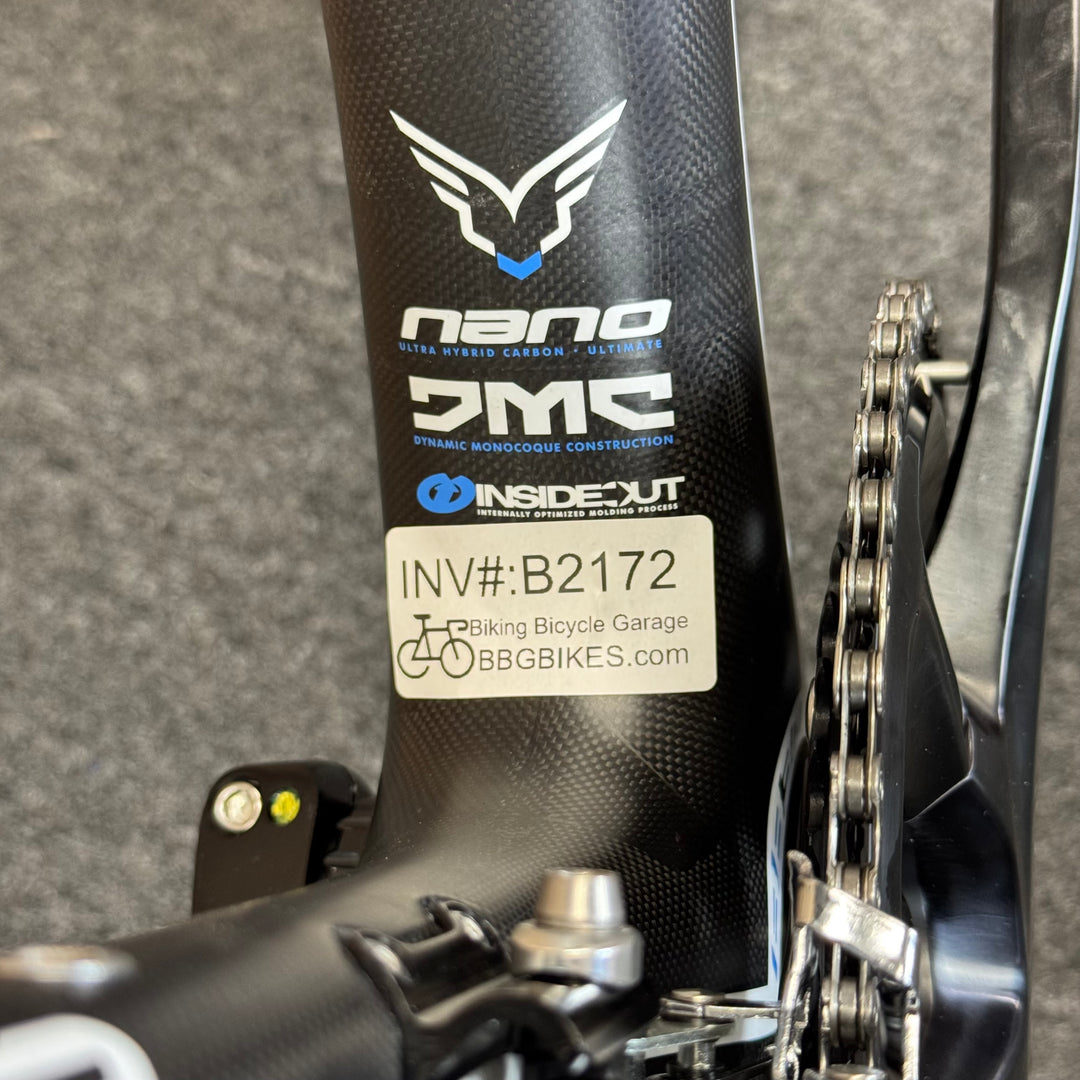 nano
ULTRA HYBRID CARBON • ULTIMATE
DMC
DYNAMIC MONOCOQUE CONSTRUCTION
INSIDEOUT
INTERNALLY OPTIMIZED MOLDING PROCESS
INV#:B2172
Biking Bicycle Garage
BBGBIKES.com